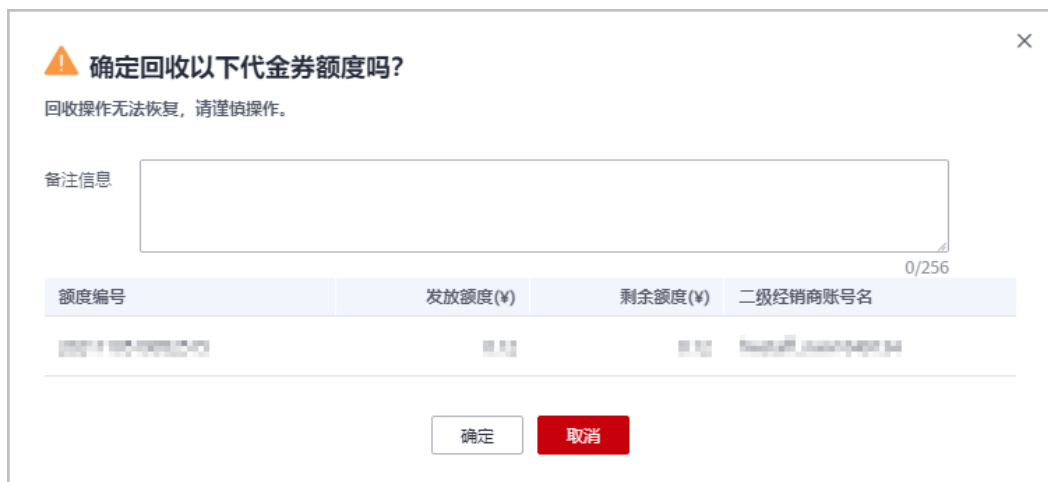 确定回收以下代金券额度吗?
回收操作无法恢复，请谨慎操作。
备注信息
0/256
额度编号 发放额度(¥) 剩余额度(¥) 二级经销商账号名
确定 取消